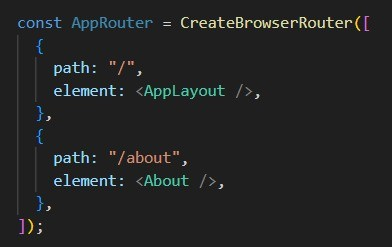 const AppRouter = CreateBrowserRouter([
  {
    path: "/",
    element: <AppLayout />,
  },
  {
    path: "/about",
    element: <About />,
  },
]);